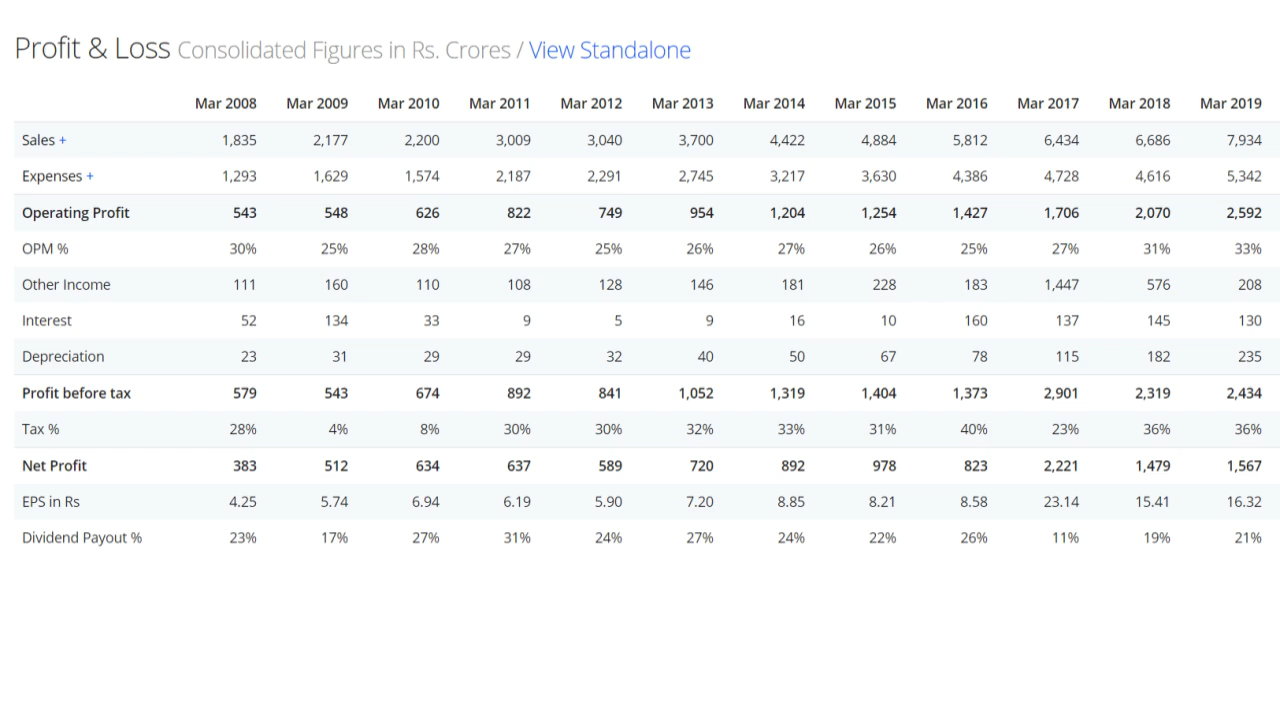 Profit & Loss Consolidated Figures in Rs. Crores / View Standalone
Mar 2008 Mar 2009 Mar 2010 Mar 2011 Mar 2012 Mar 2013 Mar 2014 Mar 2015 Mar 2016 Mar 2017 Mar 2018 Mar 2019
Sales + 1,835 2,177 2,200 3,009 3,040 3,700 4,422 4,884 5,812 6,434 6,686 7,934
Expenses + 1,293 1,629 1,574 2,187 2,291 2,745 3,217 3,630 4,386 4,728 4,616 5,342
Operating Profit 543 548 626 822 749 954 1,204 1,254 1,427 1,706 2,070 2,592
OPM % 30% 25% 28% 27% 25% 26% 27% 26% 25% 27% 31% 33%
Other Income 111 160 110 108 128 146 181 228 183 1,447 576 208
Interest 52 134 33 9 5 9 16 10 160 137 145 130
Depreciation 23 31 29 29 32 40 50 67 78 115 182 235
Profit before tax 579 543 674 892 841 1,052 1,319 1,404 1,373 2,901 2,319 2,434
Tax % 28% 4% 8% 30% 30% 32% 33% 31% 40% 23% 36% 36%
Net Profit 383 512 634 637 589 720 892 978 823 2,221 1,479 1,567
EPS in Rs 4.25 5.74 6.94 6.19 5.90 7.20 8.85 8.21 8.58 23.14 15.41 16.32
Dividend Payout % 23% 17% 27% 31% 24% 27% 24% 22% 26% 11% 19% 21%